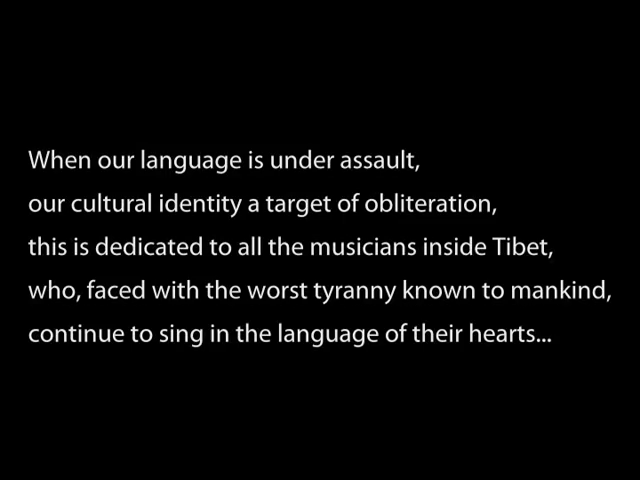 When our language is under assault,
our cultural identity a target of obliteration,
this is dedicated to all the musicians inside Tibet,
who, faced with the worst tyranny known to mankind,
continue to sing in the language of their hearts...